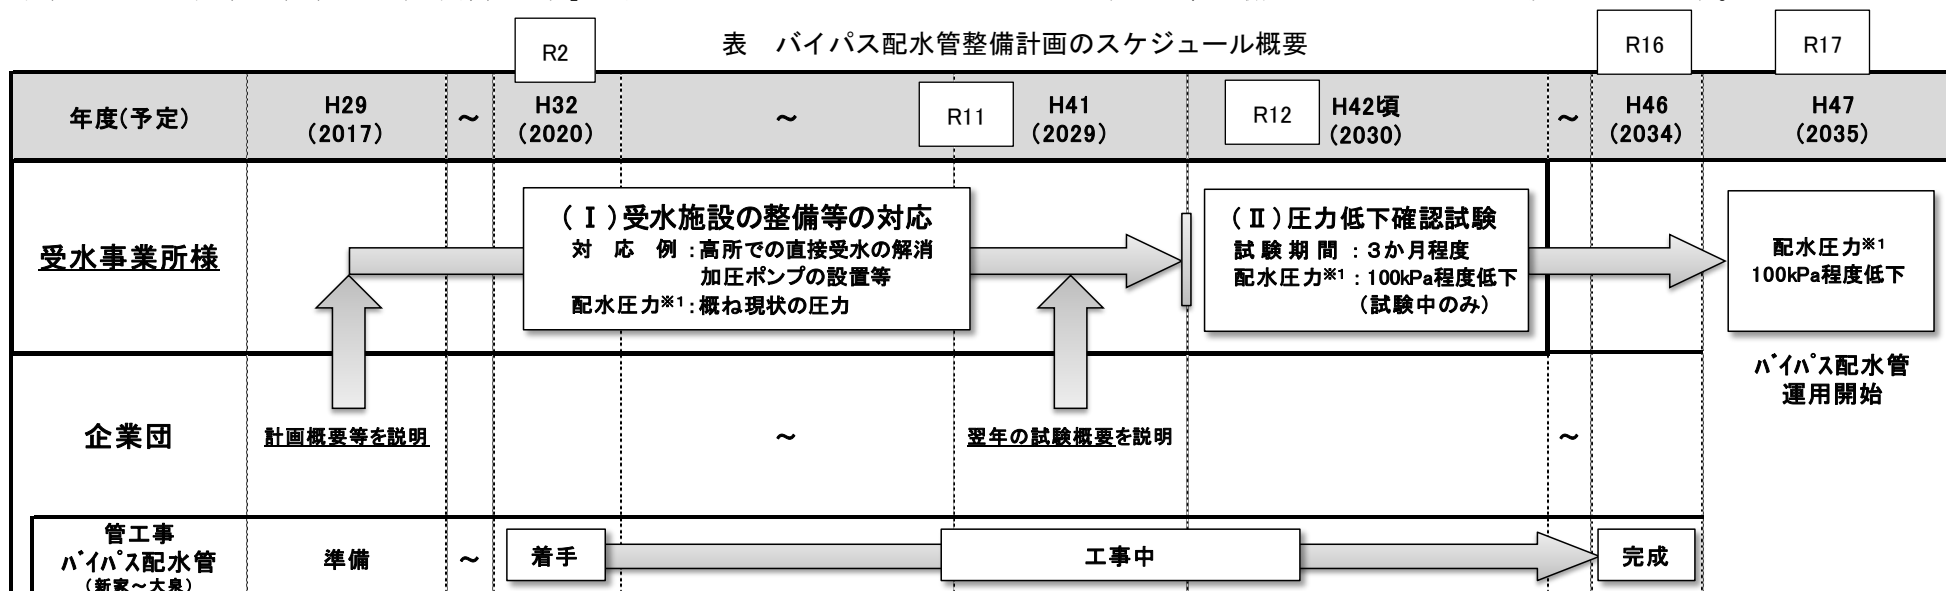 表　バイパス配水管整備計画のスケジュール概要
R2
R16
R17
年度(予定)
H29
(2017)
～
H32
(2020)
～
R11
H41
(2029)
R12
H42頃
(2030)
～
H46
(2034)
H47
(2035)
受水事業所様
(Ⅰ)受水施設の整備等の対応
対　応　例：高所での直接受水の解消
加圧ポンプの設置等
配水圧力※1：概ね現状の圧力
(Ⅱ)圧力低下確認試験
試験期間：３か月程度
配水圧力※1：100kPa程度低下
(試験中のみ)
配水圧力※1
100kPa程度低下
ﾊﾞｲﾊﾟｽ配水管
運用開始
企業団
計画概要等を説明
～
翌年の試験概要を説明
～
管工事
ﾊﾞｲﾊﾟｽ配水管
(新家～大泉)
準備
～
着手
工事中
完成